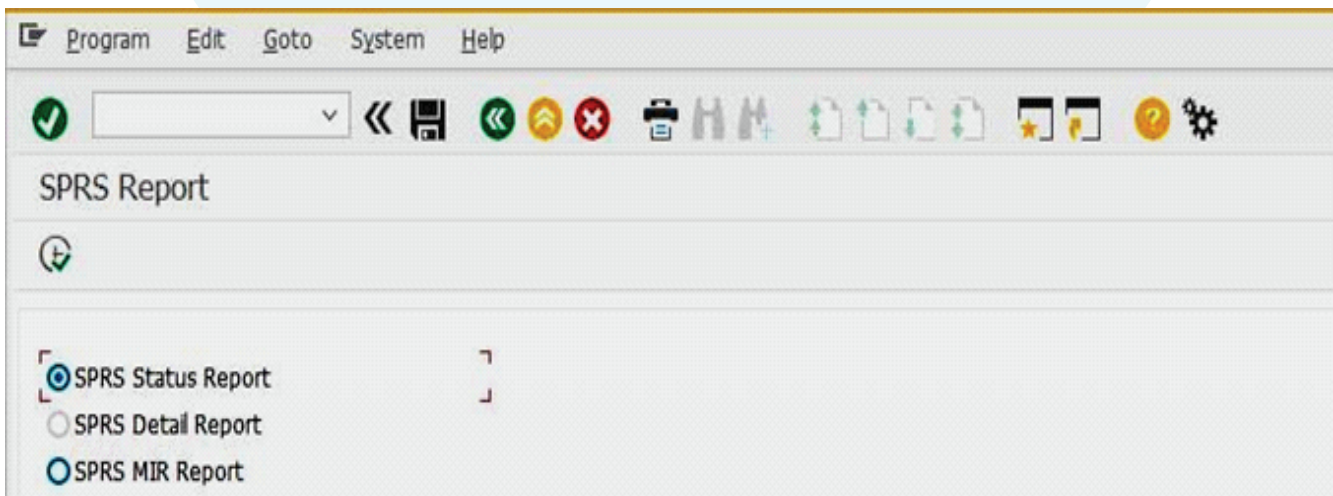 Program Edit Goto System Help
SPRS Report
SPRS Status Report
SPRS Detail Report
SPRS MIR Report